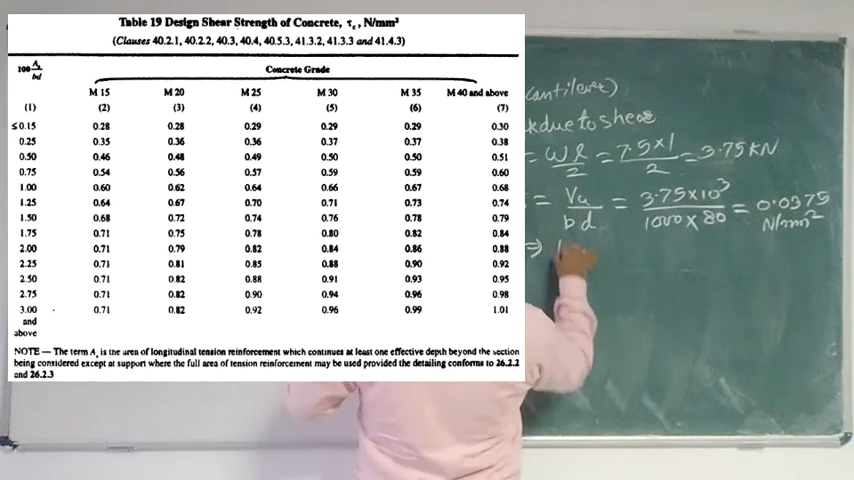 Table 19 Design Shear Strength of Concrete, τc , N/mm²
(Clauses 40.2.1, 40.2.2, 40.3, 40.4, 40.5.3, 41.3.2, 41.3.3 and 41.4.3)
100 As/bd Concrete Grade
M 15 M 20 M 25 M 30 M 35 M 40 and above
(1) (2) (3) (4) (5) (6) (7)
≤0.15 0.28 0.28 0.29 0.29 0.29 0.30
0.25 0.35 0.36 0.36 0.37 0.37 0.38
0.50 0.46 0.48 0.49 0.50 0.50 0.51
0.75 0.54 0.56 0.57 0.59 0.59 0.60
1.00 0.60 0.62 0.64 0.66 0.67 0.68
1.25 0.64 0.67 0.70 0.71 0.73 0.74
1.50 0.68 0.72 0.74 0.76 0.78 0.79
1.75 0.71 0.75 0.78 0.80 0.82 0.84
2.00 0.71 0.79 0.82 0.84 0.86 0.88
2.25 0.71 0.81 0.85 0.88 0.90 0.92
2.50 0.71 0.82 0.88 0.91 0.93 0.95
2.75 0.71 0.82 0.90 0.94 0.96 0.98
3.00 0.71 0.82 0.92 0.96 0.99 1.01
and
above
NOTE — The term As is the area of longitudinal tension reinforcement which continues at least one effective depth beyond the section
being considered except at support where the full area of tension reinforcement may be used provided the detailing conforms to 26.2.2
and 26.2.3
cantilever)
k due to shear
= wl/2 = 7.5×1/2 = 3.75 KN
= Vu/bd = 3.75×10³/1000×80 = 0.0375
N/mm²
⇒